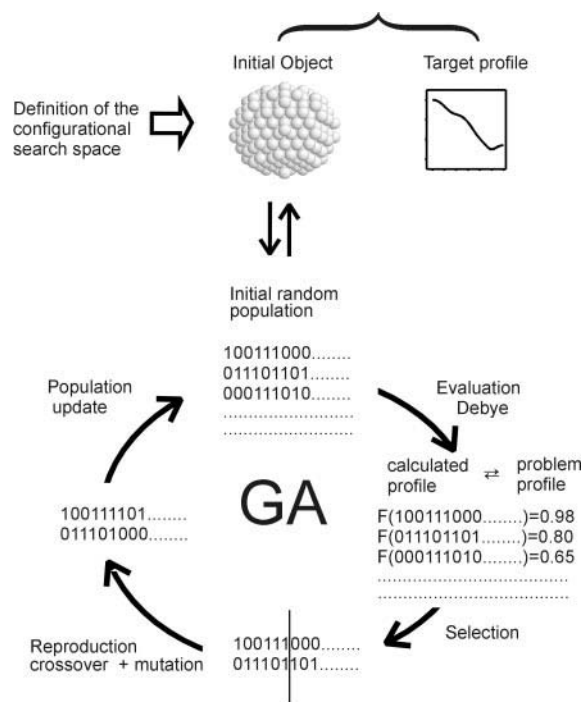 Initial Object
Target profile
Definition of the
configurational
search space
Initial random
population
100111000........
011101101........
000111010........
........................
........................
Evaluation
Debye
calculated
profile
⇄
problem
profile
F(100111000........)=0.98
F(011101101........)=0.80
F(000111010........)=0.65
...................................
...................................
Selection
100111000........
011101101........
Reproduction
crossover + mutation
100111101........
011101000........
Population
update
GA